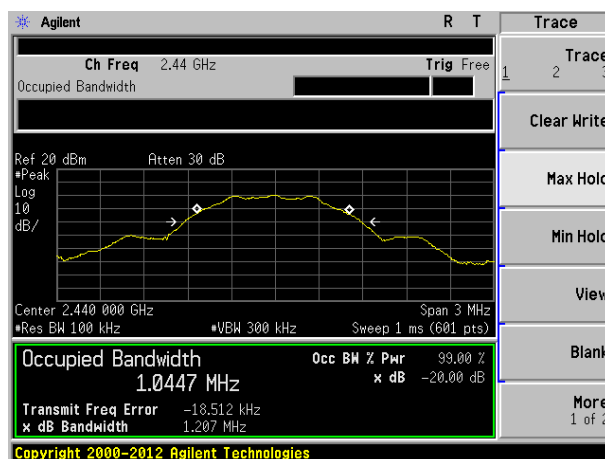 Agilent R T Trace
Ch Freq 2.44 GHz Trig Free
Occupied Bandwidth
Trace
1 2 3
Clear Write
Max Hold
Min Hold
View
Blank
More
1 of 2
Ref 20 dBm Atten 30 dB
#Peak
Log
10
dB/
Center 2.440 000 GHz Span 3 MHz
#Res BW 100 kHz #VBW 300 kHz Sweep 1 ms (601 pts)
Occupied Bandwidth Occ BW % Pwr 99.00 %
1.0447 MHz x dB -20.00 dB
Transmit Freq Error -18.512 kHz
x dB Bandwidth 1.207 MHz
Copyright 2000-2012 Agilent Technologies